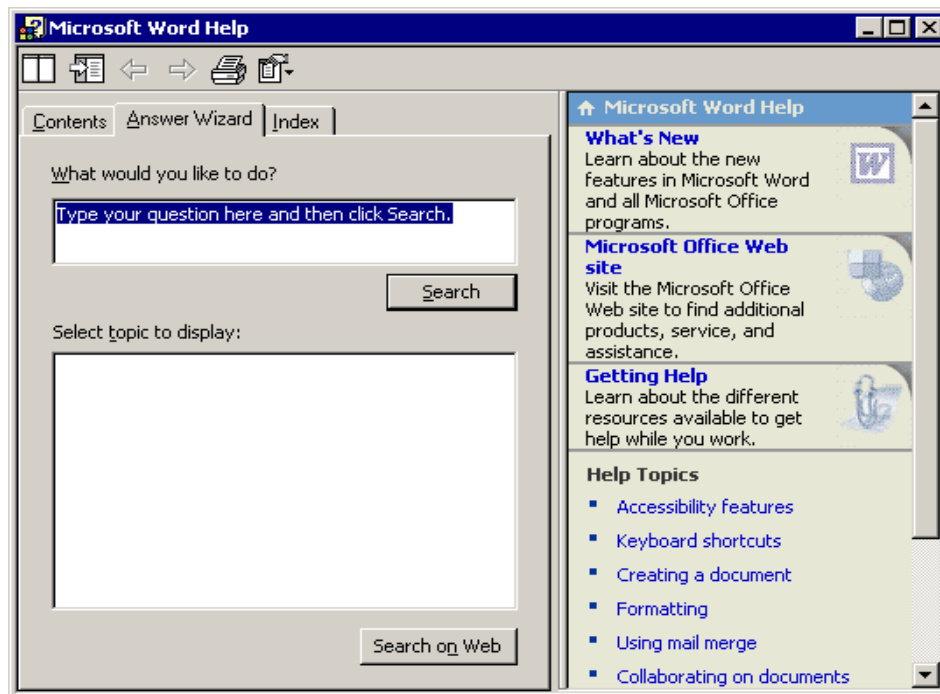 Microsoft Word Help
Contents
Answer Wizard
Index
What would you like to do?
Type your question here and then click Search.
Search
Select topic to display:
Search on Web
Microsoft Word Help
What's New
Learn about the new
features in Microsoft Word
and all Microsoft Office
programs.
W
Microsoft Office Web
site
Visit the Microsoft Office
Web site to find additional
products, service, and
assistance.
Getting Help
Learn about the different
resources available to get
help while you work.
Help Topics
Accessibility features
Keyboard shortcuts
Creating a document
Formatting
Using mail merge
Collaborating on documents